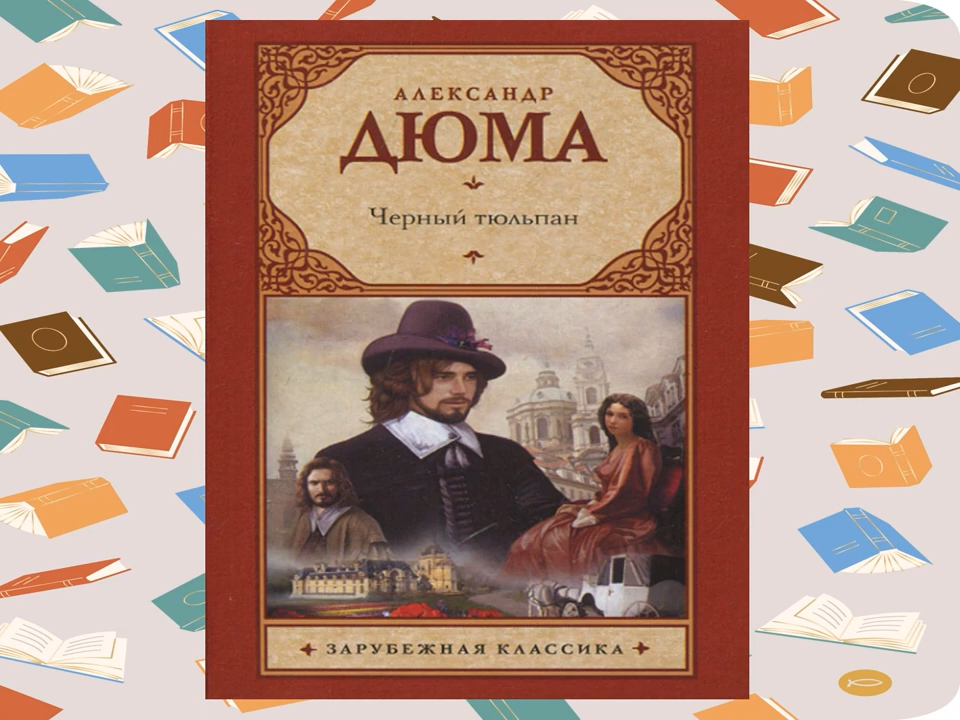 АЛЕКСАНДР
ДЮМА
Черный тюльпан
ЗАРУБЕЖНАЯ КЛАССИКА